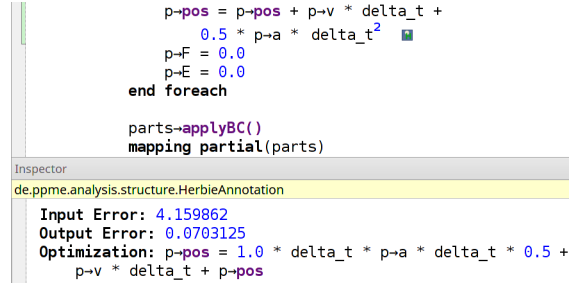 p→pos = p→pos + p→v * delta_t +
0.5 * p→a * delta_t²
p→F = 0.0
p→E = 0.0
end foreach
parts→applyBC()
mapping partial(parts)
Inspector
de.ppme.analysis.structure.HerbieAnnotation
Input Error: 4.159862
Output Error: 0.0703125
Optimization: p→pos = 1.0 * delta_t * p→a * delta_t * 0.5 +
p→v * delta_t + p→pos